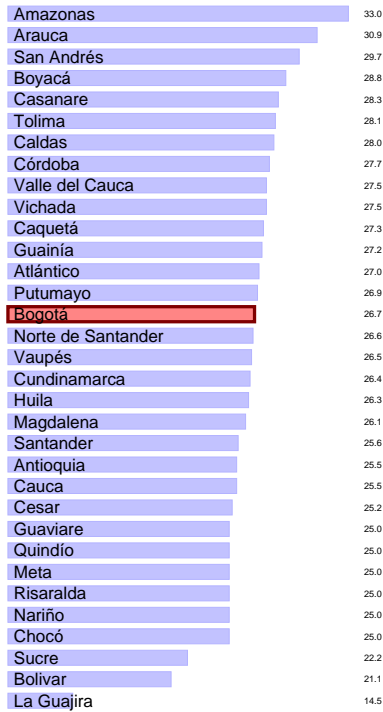 Amazonas 33.0
Arauca 30.9
San Andrés 29.7
Boyacá 28.8
Casanare 28.3
Tolima 28.1
Caldas 28.0
Córdoba 27.7
Valle del Cauca 27.5
Vichada 27.5
Caquetá 27.3
Guainía 27.2
Atlántico 27.0
Putumayo 26.9
Bogotá 26.7
Norte de Santander 26.6
Vaupés 26.5
Cundinamarca 26.4
Huila 26.3
Magdalena 26.1
Santander 25.6
Antioquia 25.5
Cauca 25.5
Cesar 25.2
Guaviare 25.0
Quindío 25.0
Meta 25.0
Risaralda 25.0
Nariño 25.0
Chocó 25.0
Sucre 22.2
Bolivar 21.1
La Guajira 14.5